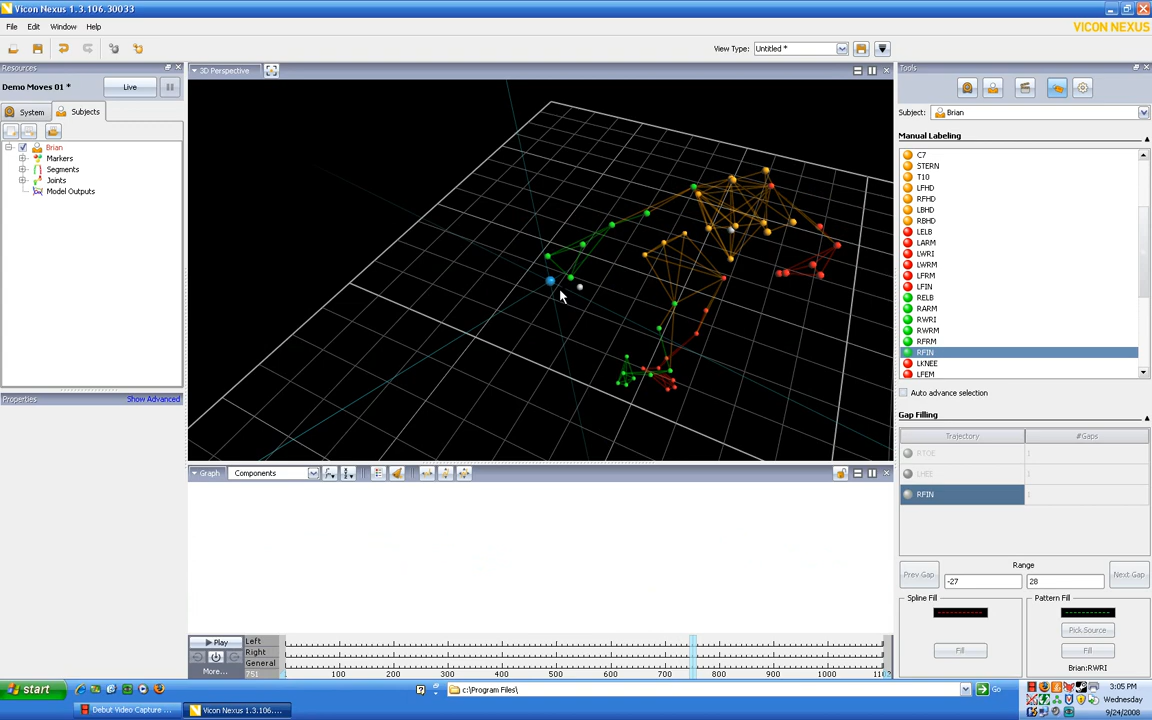 Vicon Nexus 1.3.106.30033
File Edit Window Help
VICON NEXUS
View Type: Untitled *
Resources
Demo Moves 01 *
Live
System Subjects
Brian
Markers
Segments
Joints
Model Outputs
Properties
Show Advanced
3D Perspective
Graph
Components
Play
Left
Right
General
More...
751
100
200
300
400
500
600
700
800
900
1000
Tools
Subject: Brian
Manual Labeling
C7
STERN
T10
LFHD
RFHD
LBHD
RBHD
LELB
LARM
LWRI
LWRM
LFRM
LFIN
RELB
RARM
RWRI
RWRM
RFRM
RFIN
LKNEE
LFEM
Auto advance selection
Gap Filling
Trajectory #Gaps
RTOE 1
LHEE 1
RFIN 1
Range
Prev Gap -27 28 Next Gap
Spline Fill Pattern Fill
Pick Source
Fill Fill
Brian:RWRI
start
Debut Video Capture ...
Vicon Nexus 1.3.106....
c:\Program Files\
Go
3:05 PM
Wednesday
9/24/2008